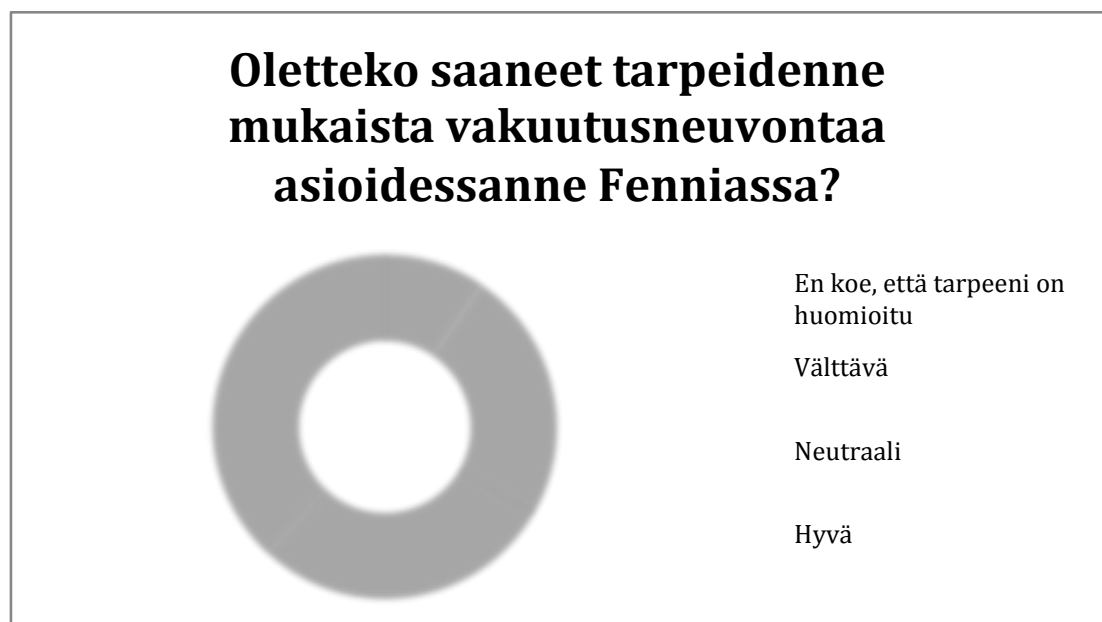 Oletteko saaneet tarpeidenne
mukaista vakuutusneuvontaa
asioidessanne Fenniassa?
En koe, että tarpeeni on
huomioitu
Välttävä
Neutraali
Hyvä